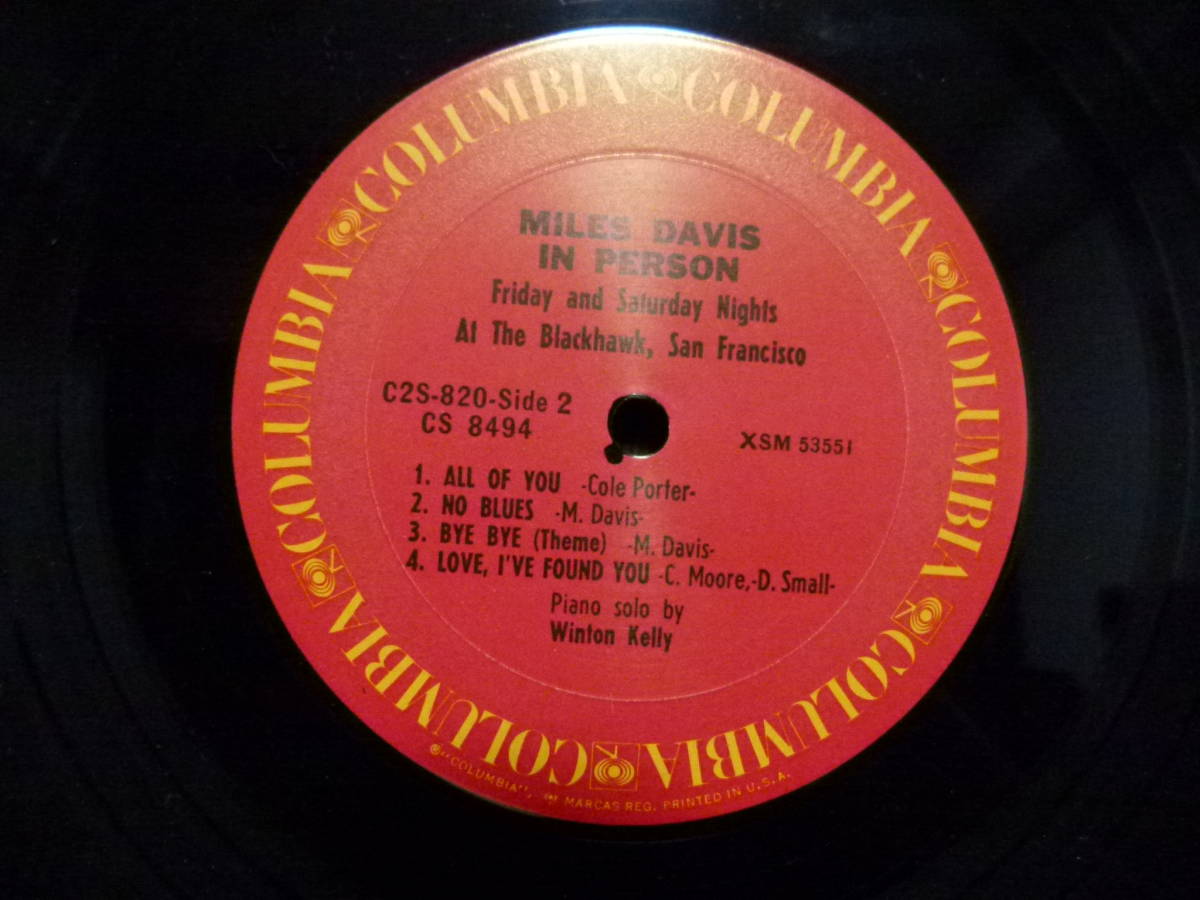 COLUMBIA COLUMBIA COLUMBIA COLUMBIA COLUMBIA COLUMBIA COLUMBIA
MILES DAVIS
IN PERSON
Friday and Saturday Nights
At The Blackhawk, San Francisco
C2S-820-Side 2
CS 8494
XSM 53551
1. ALL OF YOU -Cole Porter-
2. NO BLUES -M. Davis-
3. BYE BYE (Theme) -M. Davis-
4. LOVE, I'VE FOUND YOU -C. Moore,-D. Small-
Piano solo by
Winton Kelly
®"COLUMBIA", MARCAS REG. PRINTED IN U.S.A.